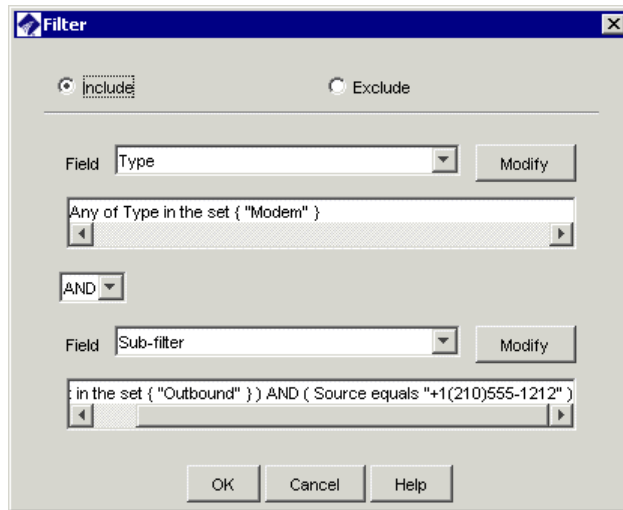 Filter
Include
Exclude
Field Type Modify
Any of Type in the set { "Modem" }
AND
Field Sub-filter Modify
t in the set { "Outbound" } ) AND ( Source equals "+1(210)555-1212" )
OK Cancel Help